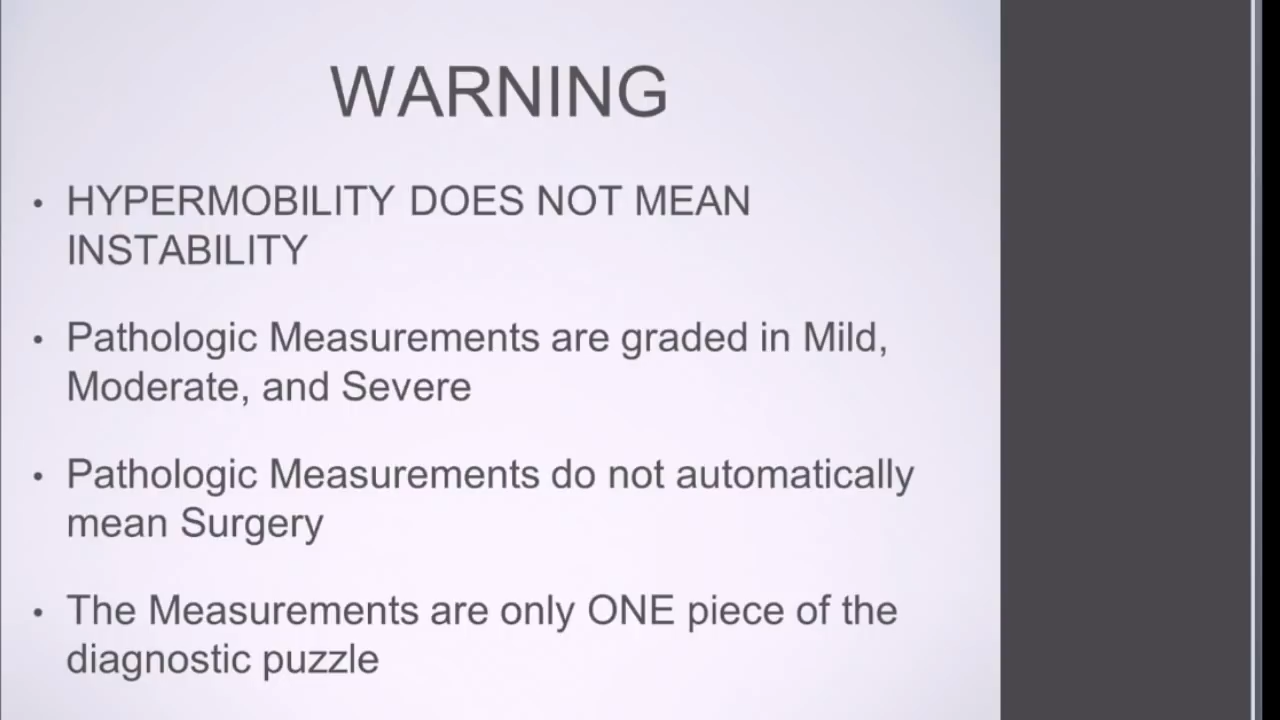 WARNING
• HYPERMOBILITY DOES NOT MEAN
INSTABILITY
• Pathologic Measurements are graded in Mild,
Moderate, and Severe
• Pathologic Measurements do not automatically
mean Surgery
• The Measurements are only ONE piece of the
diagnostic puzzle